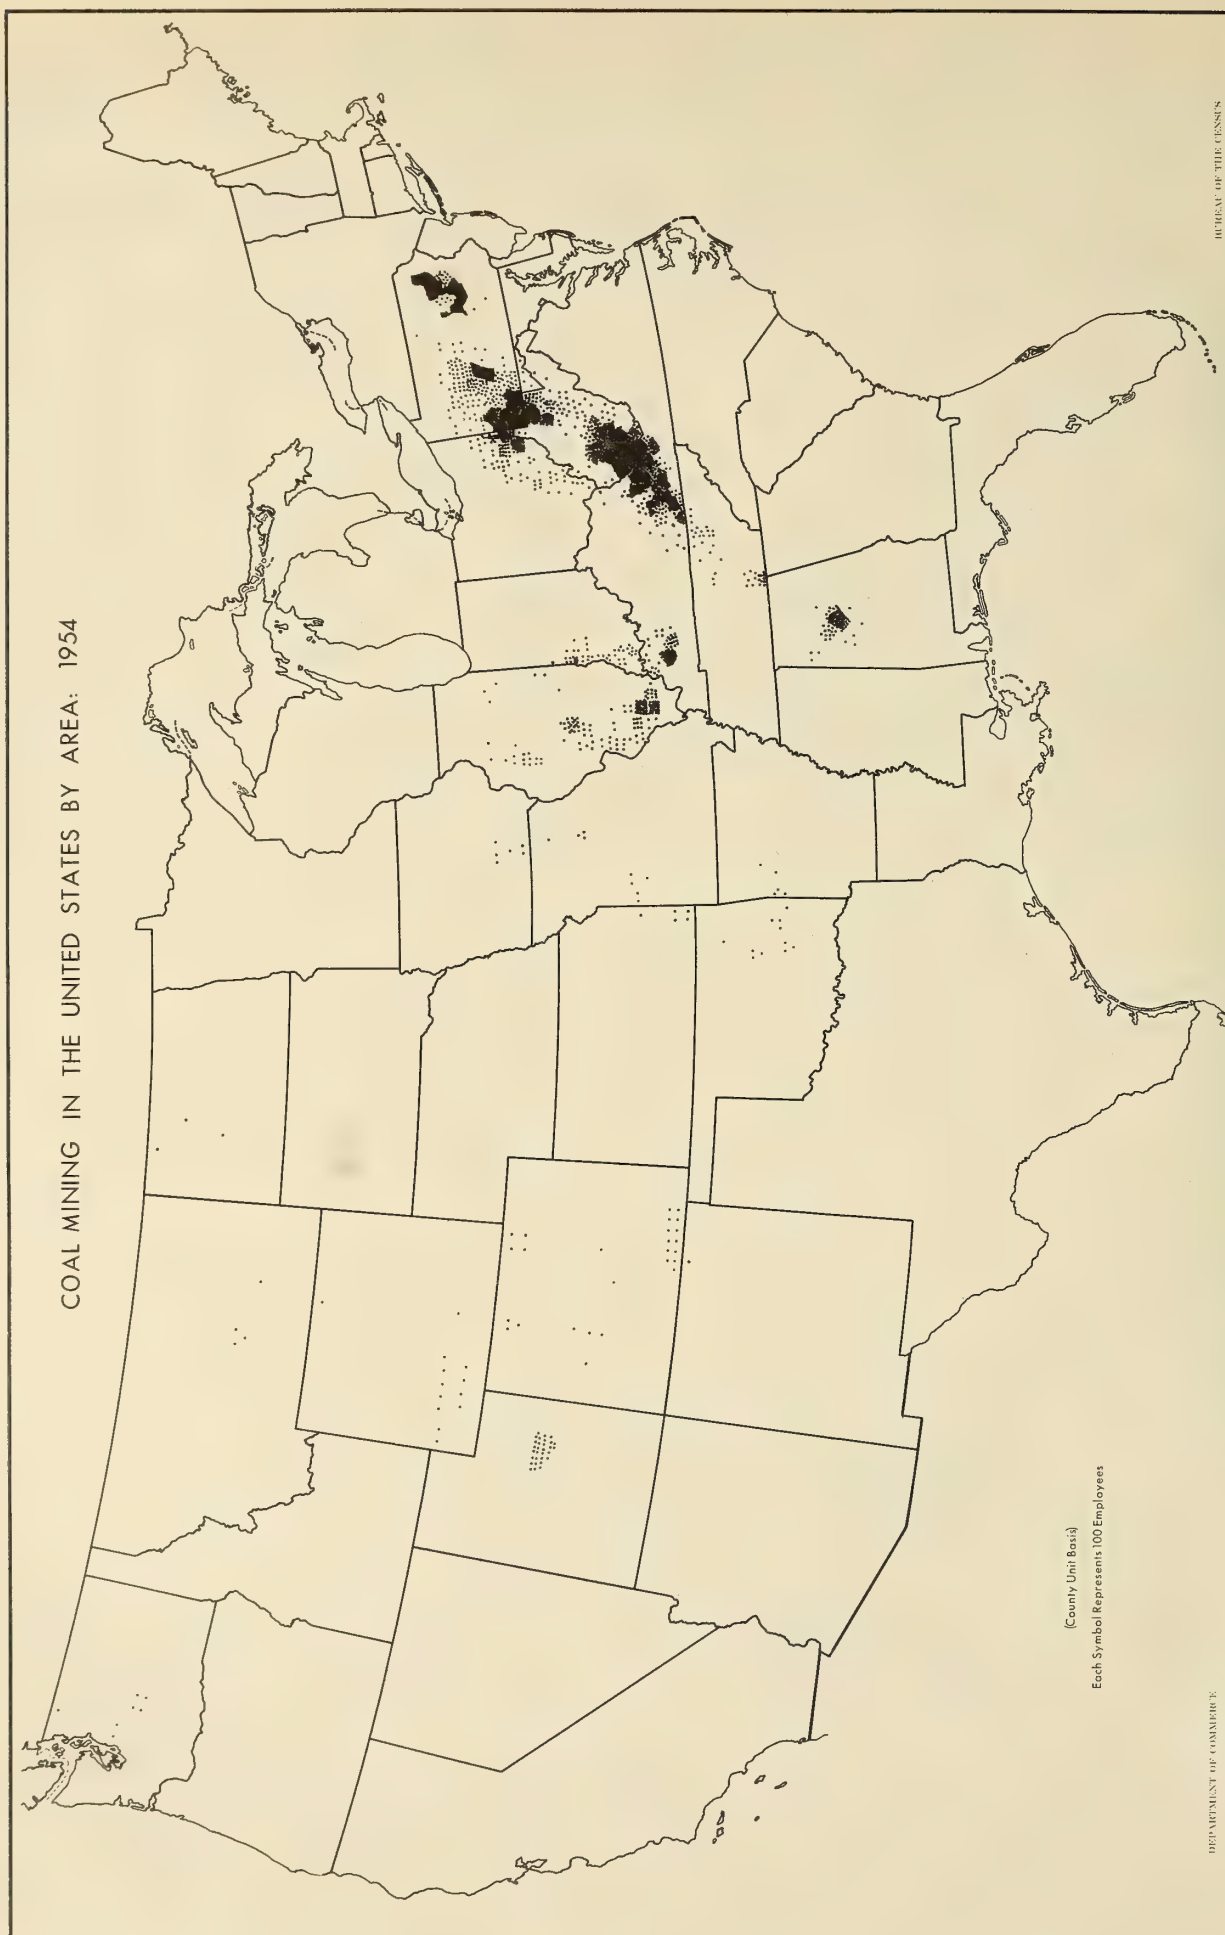 COAL MINING IN THE UNITED STATES BY AREA: 1954
(County Unit Basis)
Each Symbol Represents 100 Employees
DEPARTMENT OF COMMERCE
BUREAU OF THE CENSUS